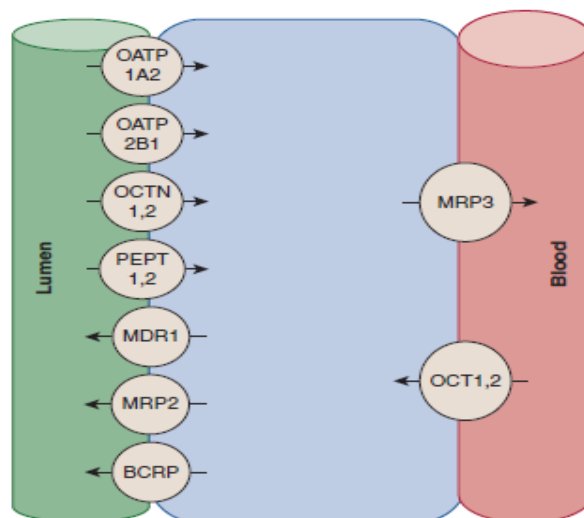 OATP
1A2
OATP
2B1
OCTN
1,2
PEPT
1,2
MDR1
MRP2
BCRP
Lumen
MRP3
OCT1,2
Blood